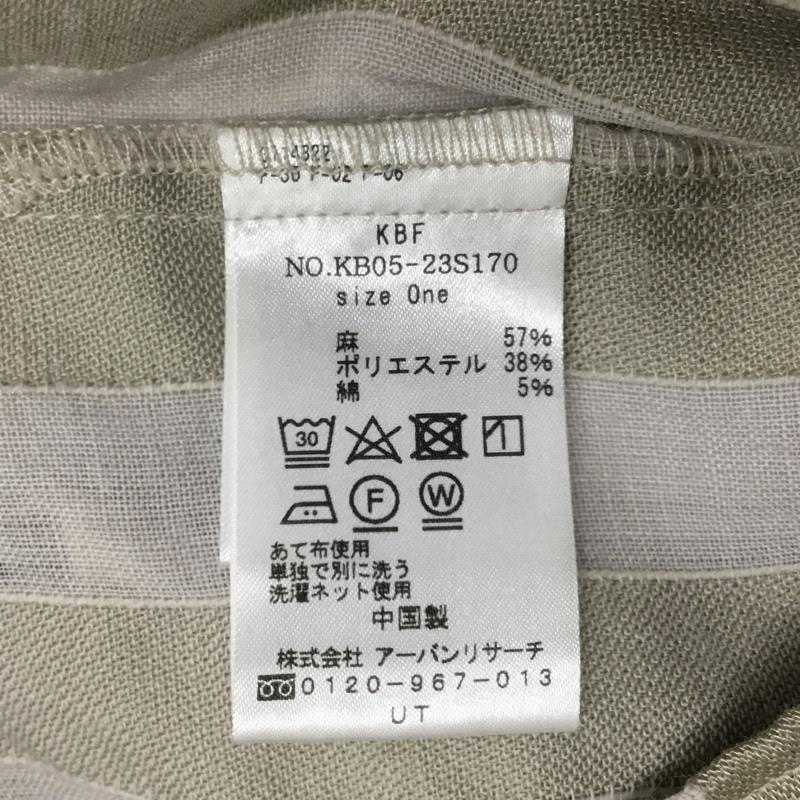 KBF
NO.KB05-23S170
size One
麻 57%
ポリエステル 38%
綿 5%
30
F W
あて布使用
単独で別に洗う
洗濯ネット使用
中国製
株式会社 アーバンリサーチ
0120-967-013
UT